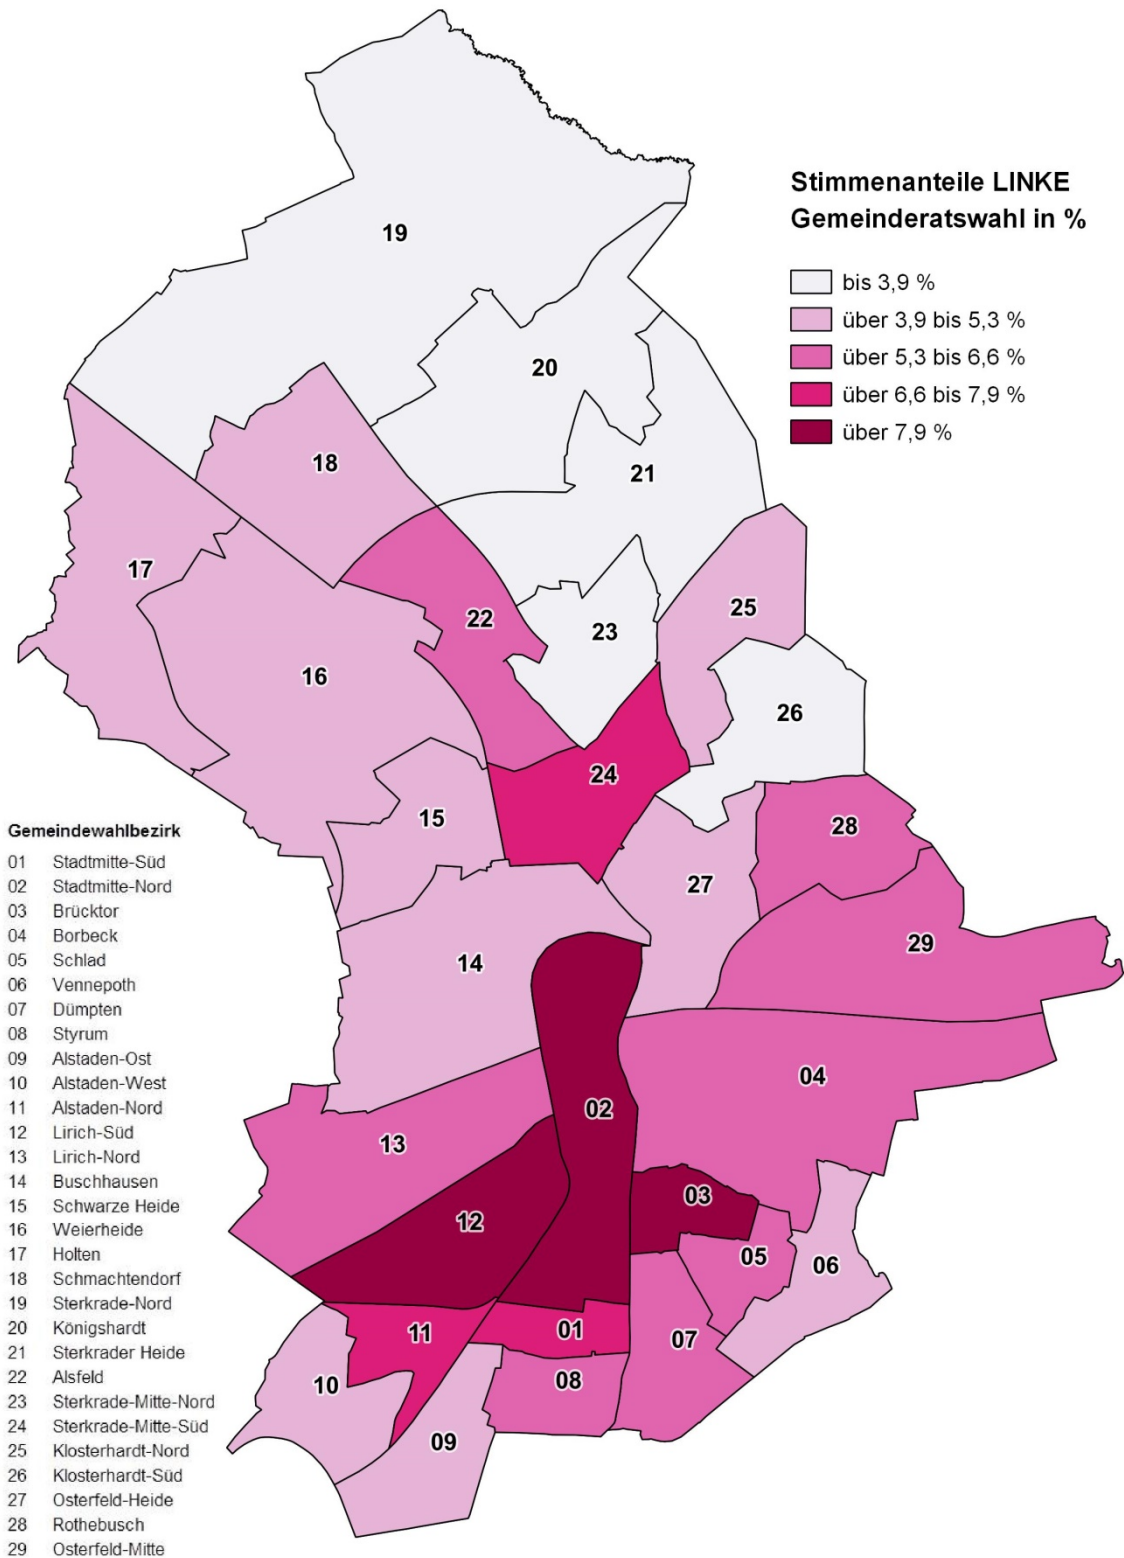 Stimmenanteile LINKE
Gemeinderatswahl in %
bis 3,9 %
über 3,9 bis 5,3 %
über 5,3 bis 6,6 %
über 6,6 bis 7,9 %
über 7,9 %
19
20
18
21
17
25
22
23
16
26
24
15
28
27
29
14
04
02
13
03
12
05
06
01
11
07
08
10
09
Gemeindewahlbezirk
01 Stadtmitte-Süd
02 Stadtmitte-Nord
03 Brücktor
04 Borbeck
05 Schlad
06 Vennepoth
07 Dümpten
08 Styrum
09 Alstaden-Ost
10 Alstaden-West
11 Alstaden-Nord
12 Lirich-Süd
13 Lirich-Nord
14 Buschhausen
15 Schwarze Heide
16 Weierheide
17 Holten
18 Schmachtendorf
19 Sterkrade-Nord
20 Königshardt
21 Sterkrader Heide
22 Alsfeld
23 Sterkrade-Mitte-Nord
24 Sterkrade-Mitte-Süd
25 Klosterhardt-Nord
26 Klosterhardt-Süd
27 Osterfeld-Heide
28 Rothebusch
29 Osterfeld-Mitte